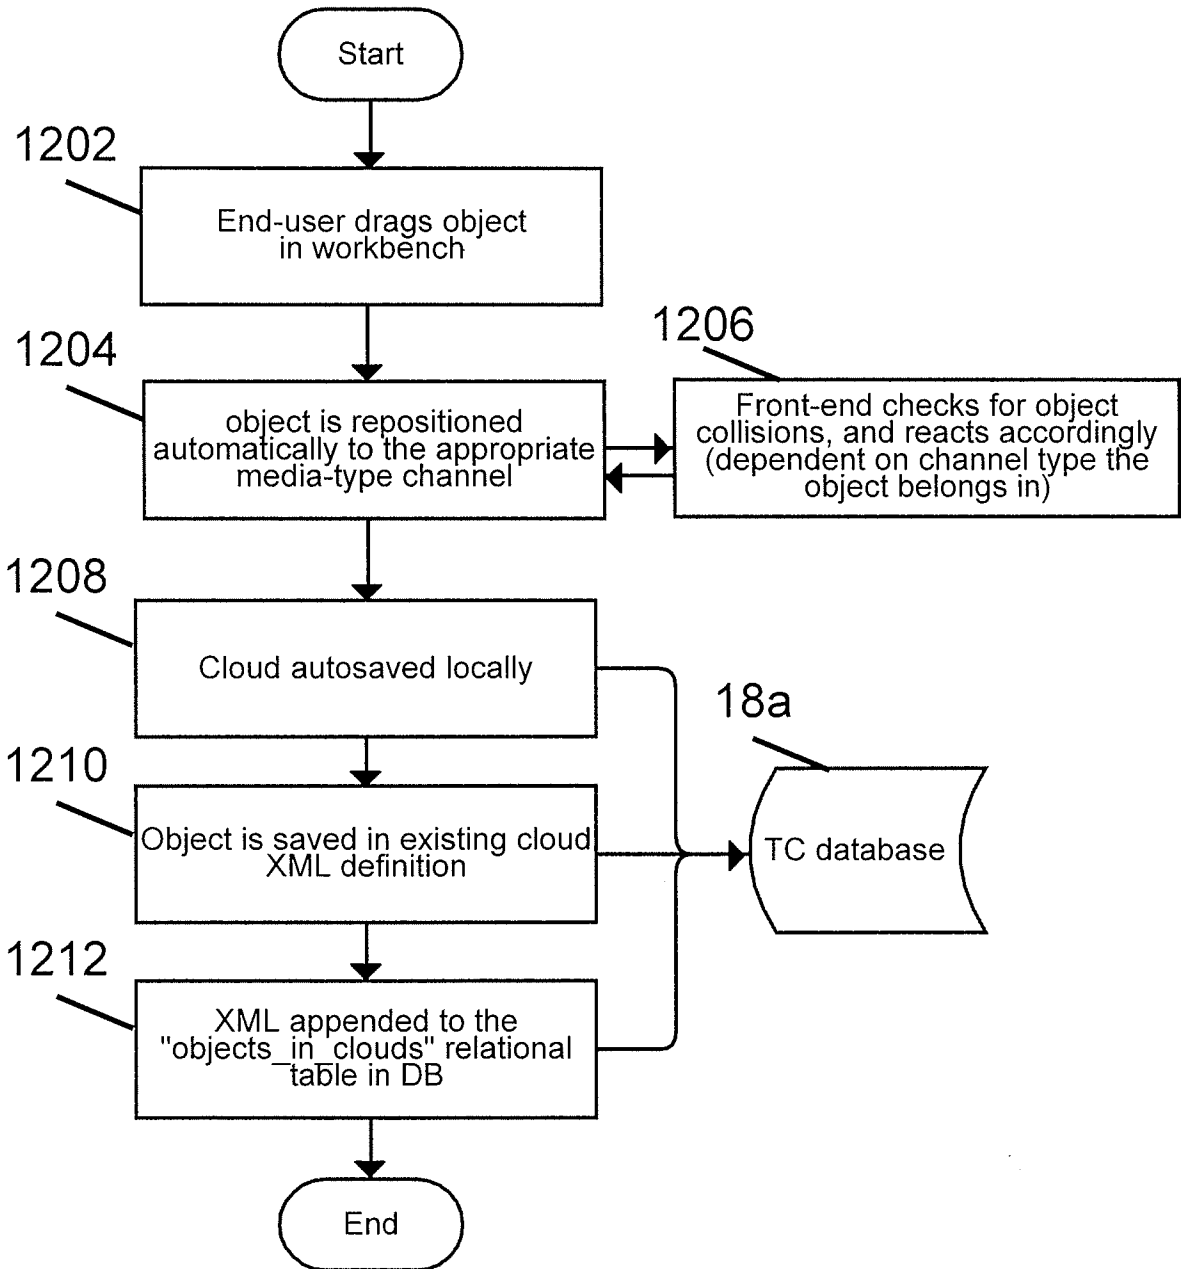 Start
1202
End-user drags object
in workbench
1204
object is repositioned
automatically to the appropriate
media-type channel
1206
Front-end checks for object
collisions, and reacts accordingly
(dependent on channel type the
object belongs in)
1208
Cloud autosaved locally
18a
TC database
1210
Object is saved in existing cloud
XML definition
1212
XML appended to the
"objects_in_clouds" relational
table in DB
End